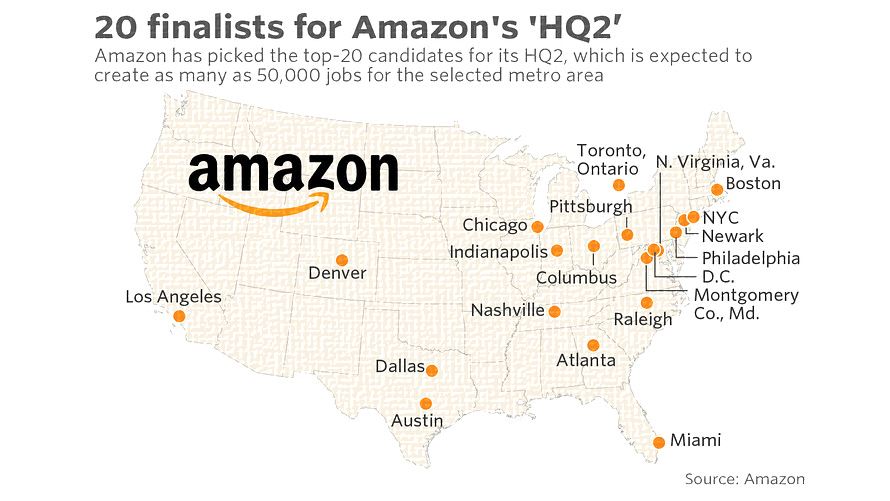 20 finalists for Amazon's 'HQ2’
Amazon has picked the top-20 candidates for its HQ2, which is expected to
create as many as 50,000 jobs for the selected metro area
amazon
Toronto,
Ontario
N. Virginia, Va.
Boston
Pittsburgh
Chicago
NYC
Newark
Indianapolis
Philadelphia
Denver
Columbus
D.C.
Los Angeles
Montgomery
Co., Md.
Nashville
Raleigh
Atlanta
Dallas
Austin
Miami
Source: Amazon